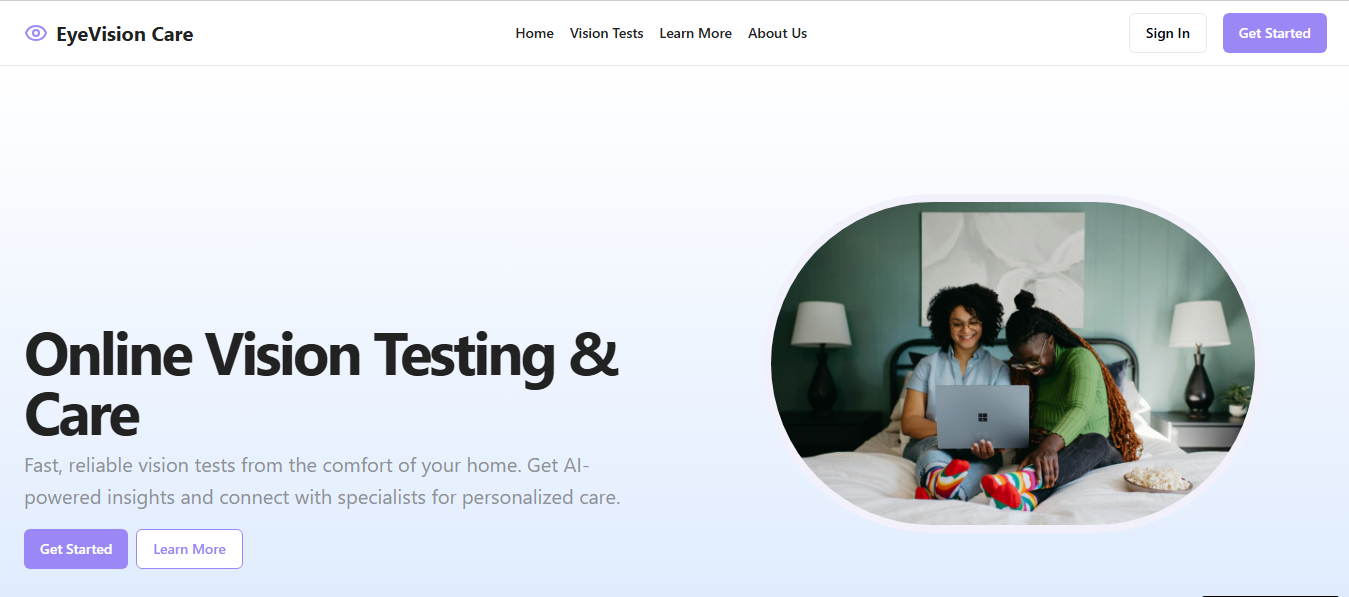 EyeVision Care
Home Vision Tests Learn More About Us
Sign In
Get Started
Online Vision Testing &
Care
Fast, reliable vision tests from the comfort of your home. Get AI-
powered insights and connect with specialists for personalized care.
Get Started
Learn More